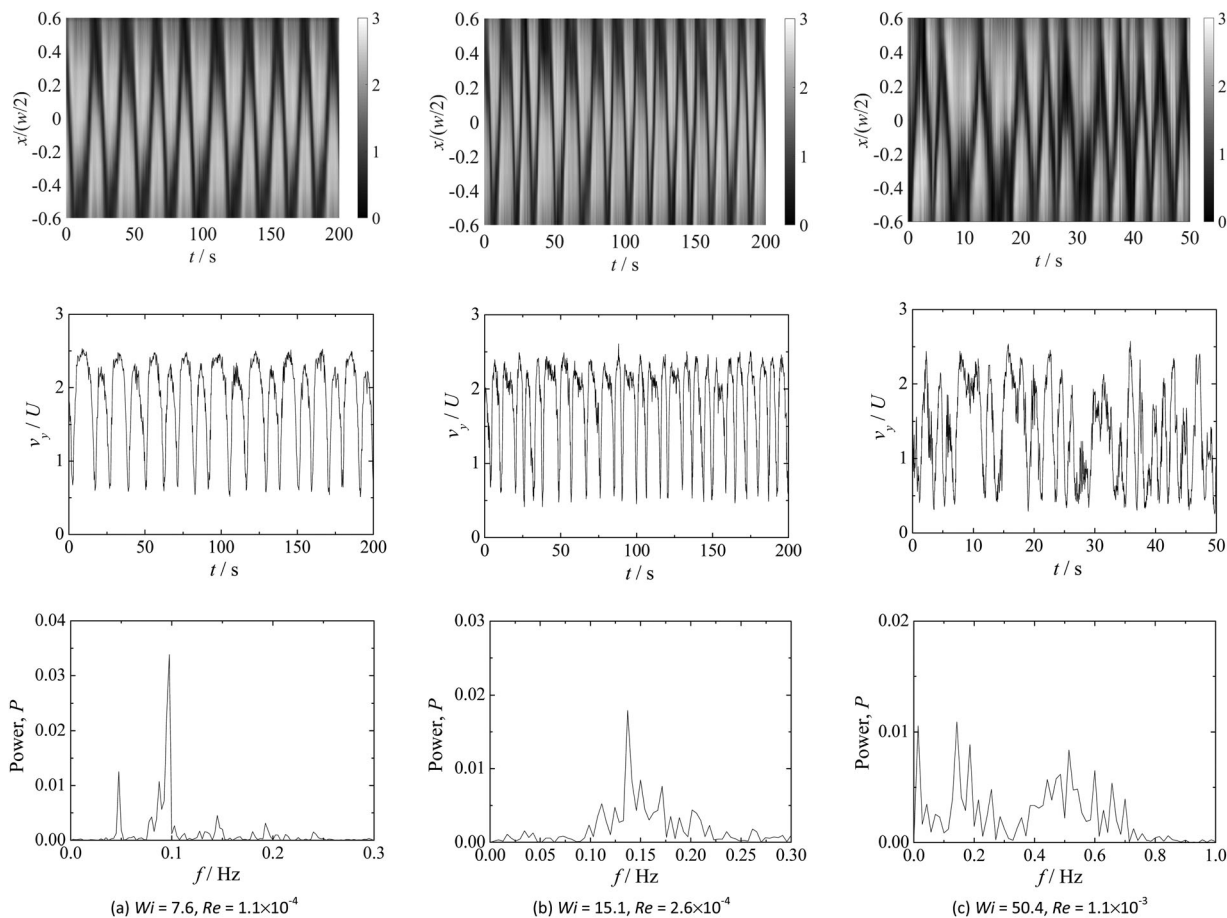 0.6
0.4
0.2
0
-0.2
-0.4
-0.6
x/(w/2)
0 50 100 150 200
t / s
3
2
1
0
0.6
0.4
0.2
0
-0.2
-0.4
-0.6
x/(w/2)
0 50 100 150 200
t / s
3
2
1
0
0.6
0.4
0.2
0
-0.2
-0.4
-0.6
x/(w/2)
0 10 20 30 40 50
t / s
3
2
1
0
3
2
1
0
v_y / U
0 50 100 150 200
t / s
3
2
1
0
v_y / U
0 50 100 150 200
t / s
3
2
1
0
v_y / U
0 10 20 30 40 50
t / s
0.04
0.03
0.02
0.01
0.00
Power, P
0.0 0.1 0.2 0.3
f / Hz
0.03
0.02
0.01
0.00
Power, P
0.00 0.05 0.10 0.15 0.20 0.25 0.30
f / Hz
0.02
0.01
0.00
Power, P
0.0 0.2 0.4 0.6 0.8 1.0
f / Hz
(a) Wi = 7.6, Re = 1.1×10⁻⁴
(b) Wi = 15.1, Re = 2.6×10⁻⁴
(c) Wi = 50.4, Re = 1.1×10⁻³